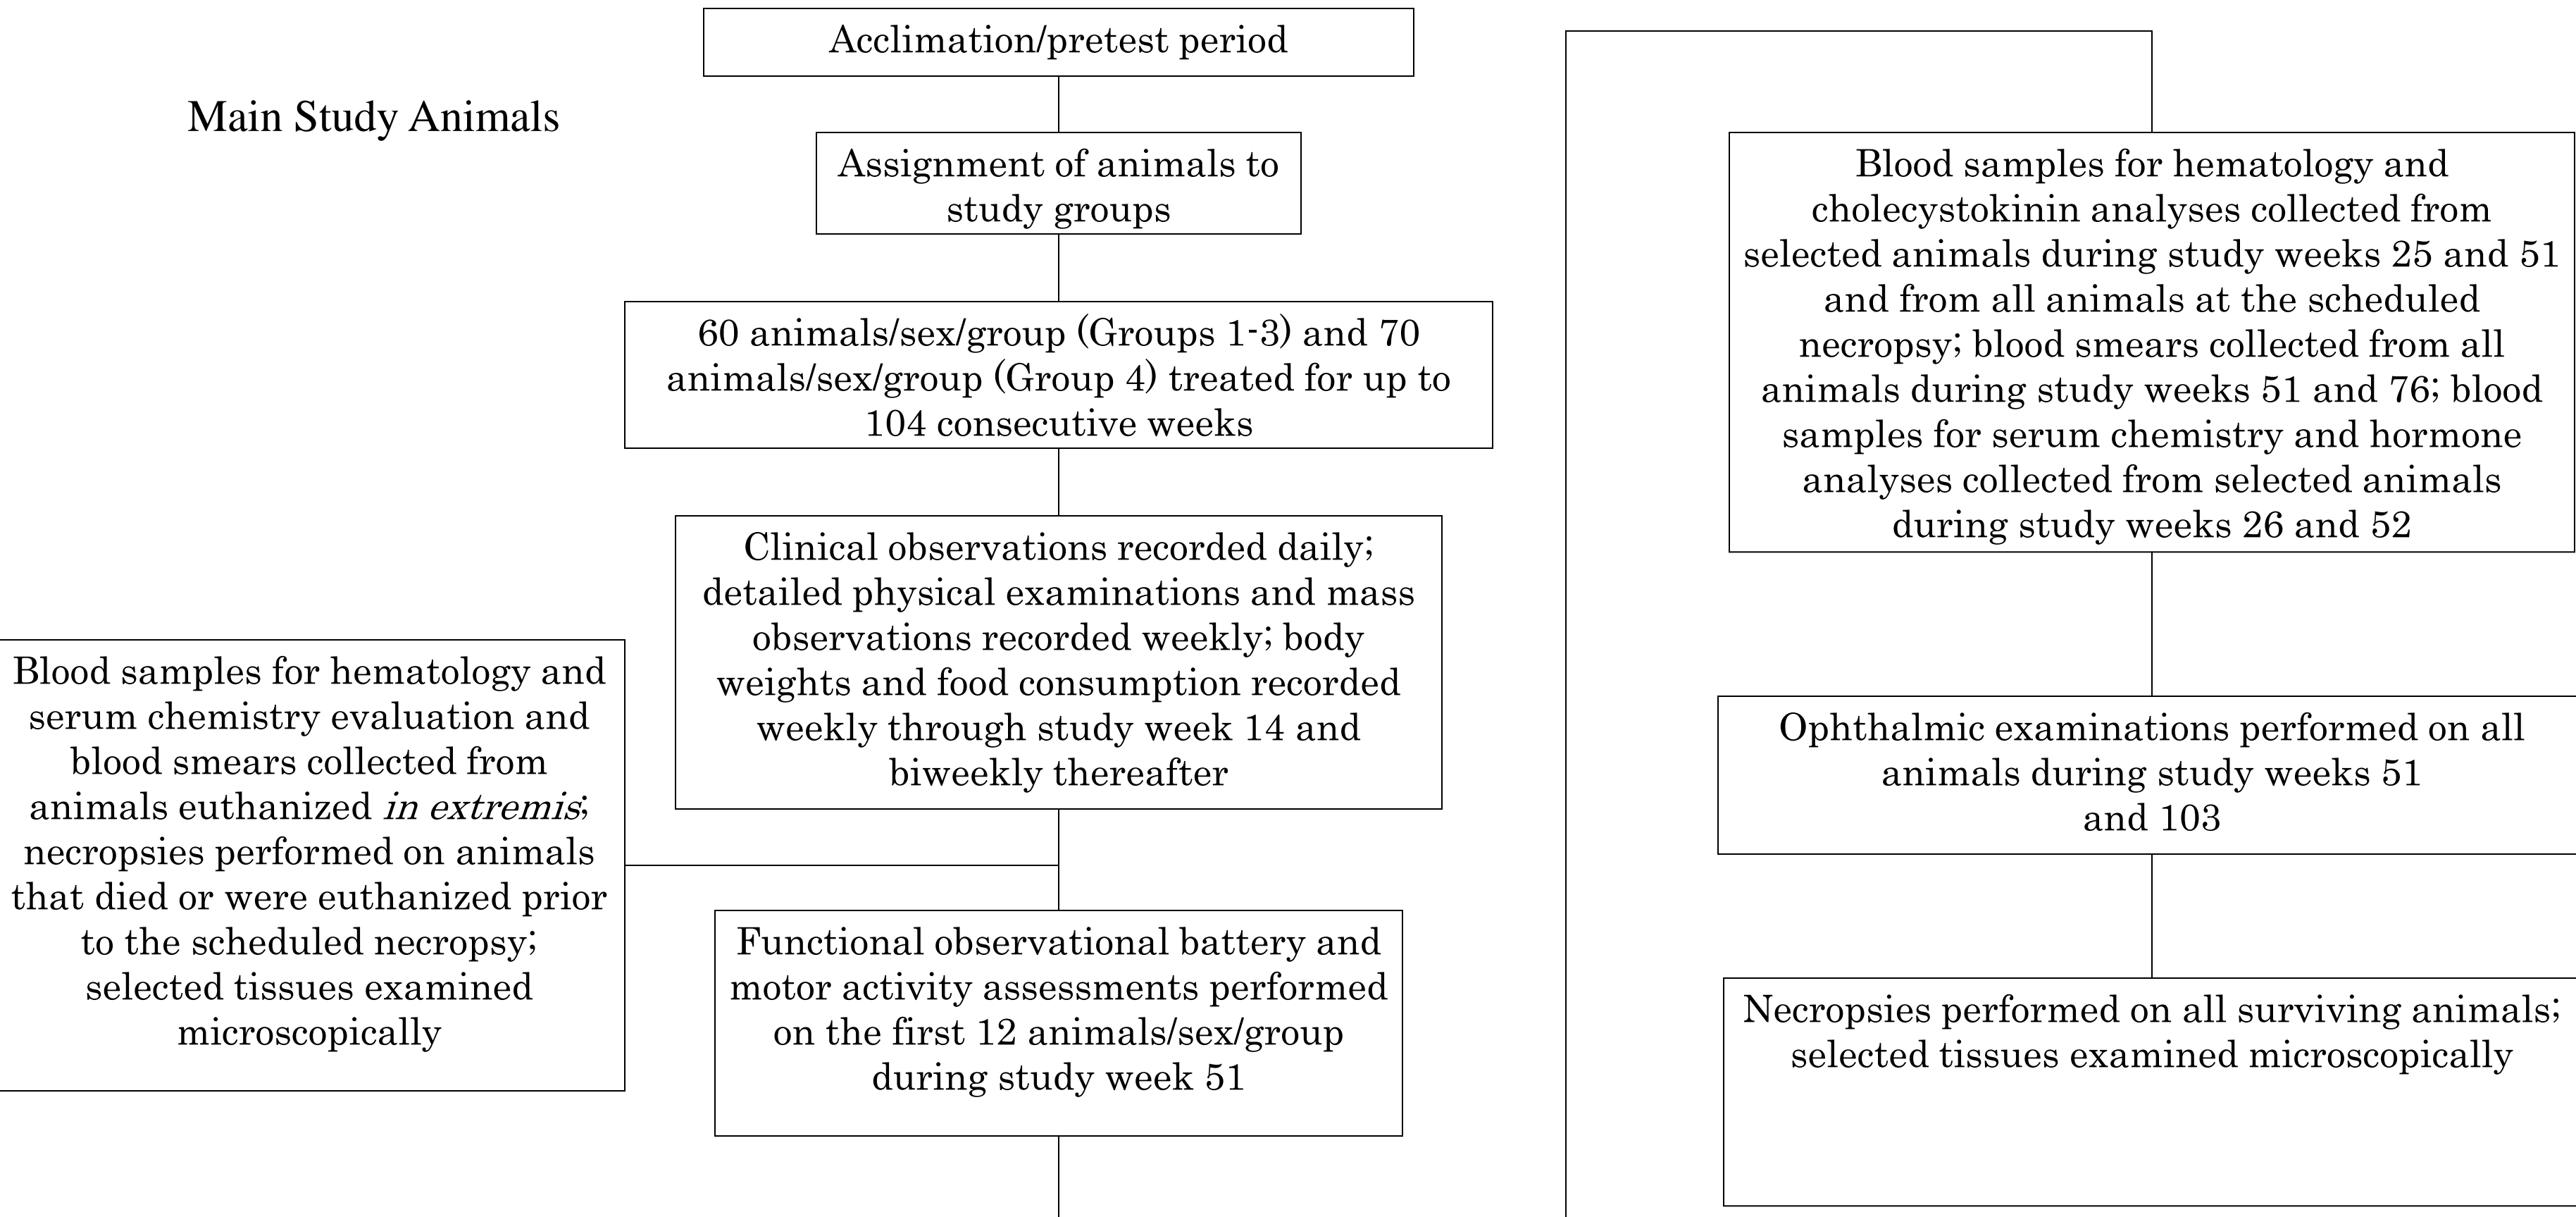 Main Study Animals
Acclimation/pretest period
Assignment of animals to
study groups
60 animals/sex/group (Groups 1-3) and 70
animals/sex/group (Group 4) treated for up to
104 consecutive weeks
Clinical observations recorded daily;
detailed physical examinations and mass
observations recorded weekly; body
weights and food consumption recorded
weekly through study week 14 and
biweekly thereafter
Blood samples for hematology and
serum chemistry evaluation and
blood smears collected from
animals euthanized in extremis;
necropsies performed on animals
that died or were euthanized prior
to the scheduled necropsy;
selected tissues examined
microscopically
Functional observational battery and
motor activity assessments performed
on the first 12 animals/sex/group
during study week 51
Blood samples for hematology and
cholecystokinin analyses collected from
selected animals during study weeks 25 and 51
and from all animals at the scheduled
necropsy; blood smears collected from all
animals during study weeks 51 and 76; blood
samples for serum chemistry and hormone
analyses collected from selected animals
during study weeks 26 and 52
Ophthalmic examinations performed on all
animals during study weeks 51
and 103
Necropsies performed on all surviving animals;
selected tissues examined microscopically